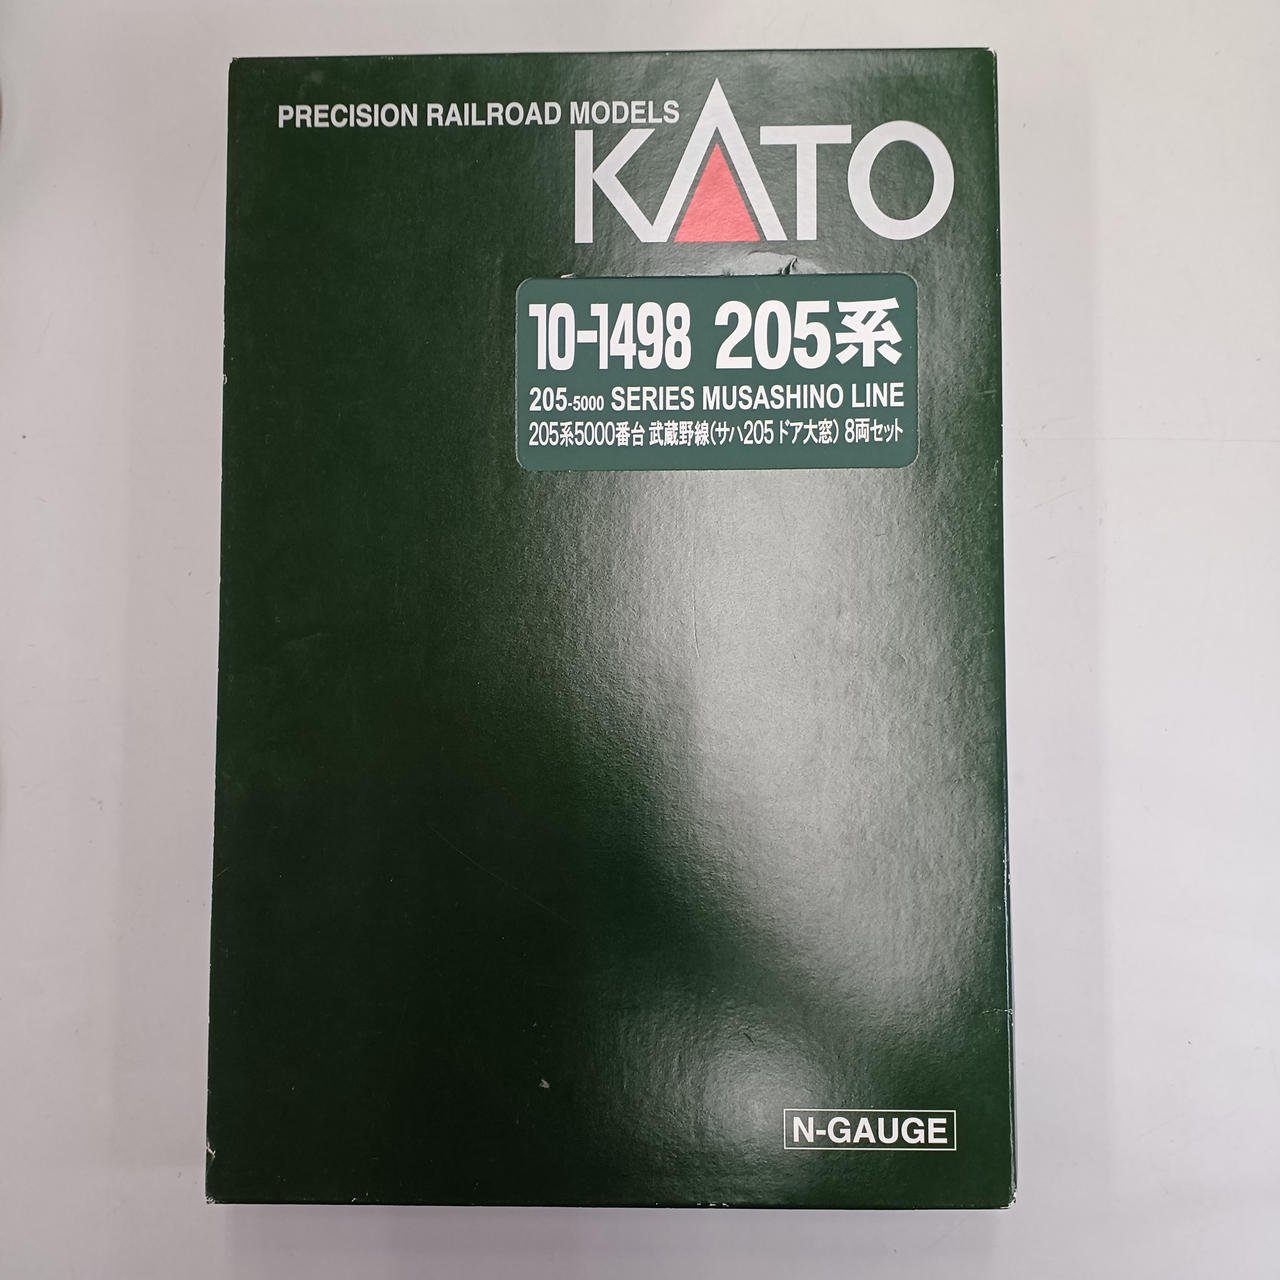 PRECISION RAILROAD MODELS
KATO
10-1498 205系
205-5000 SERIES MUSASHINO LINE
205系5000番台 武蔵野線(サハ205 ドア大窓) 8両セット
N-GAUGE